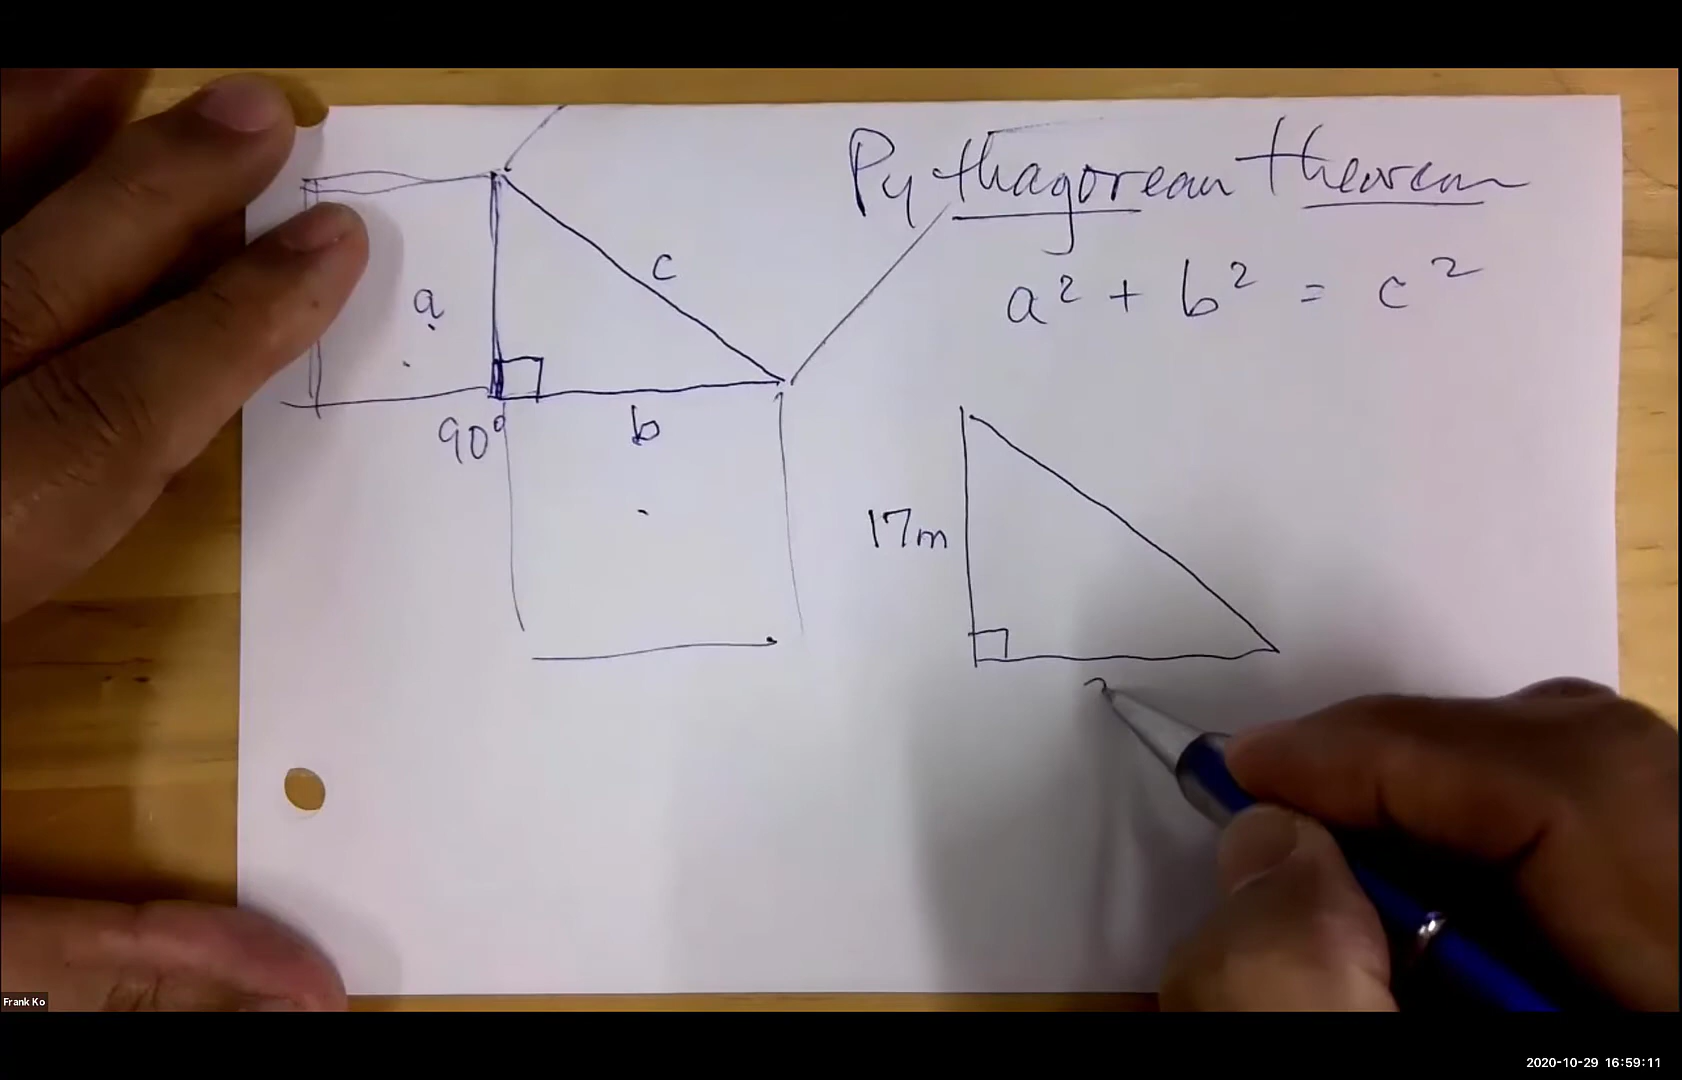 Pythagorean theorem
a² + b² = c²
c
a
90°
b
17m
Frank Ko
2020-10-29 16:59:11